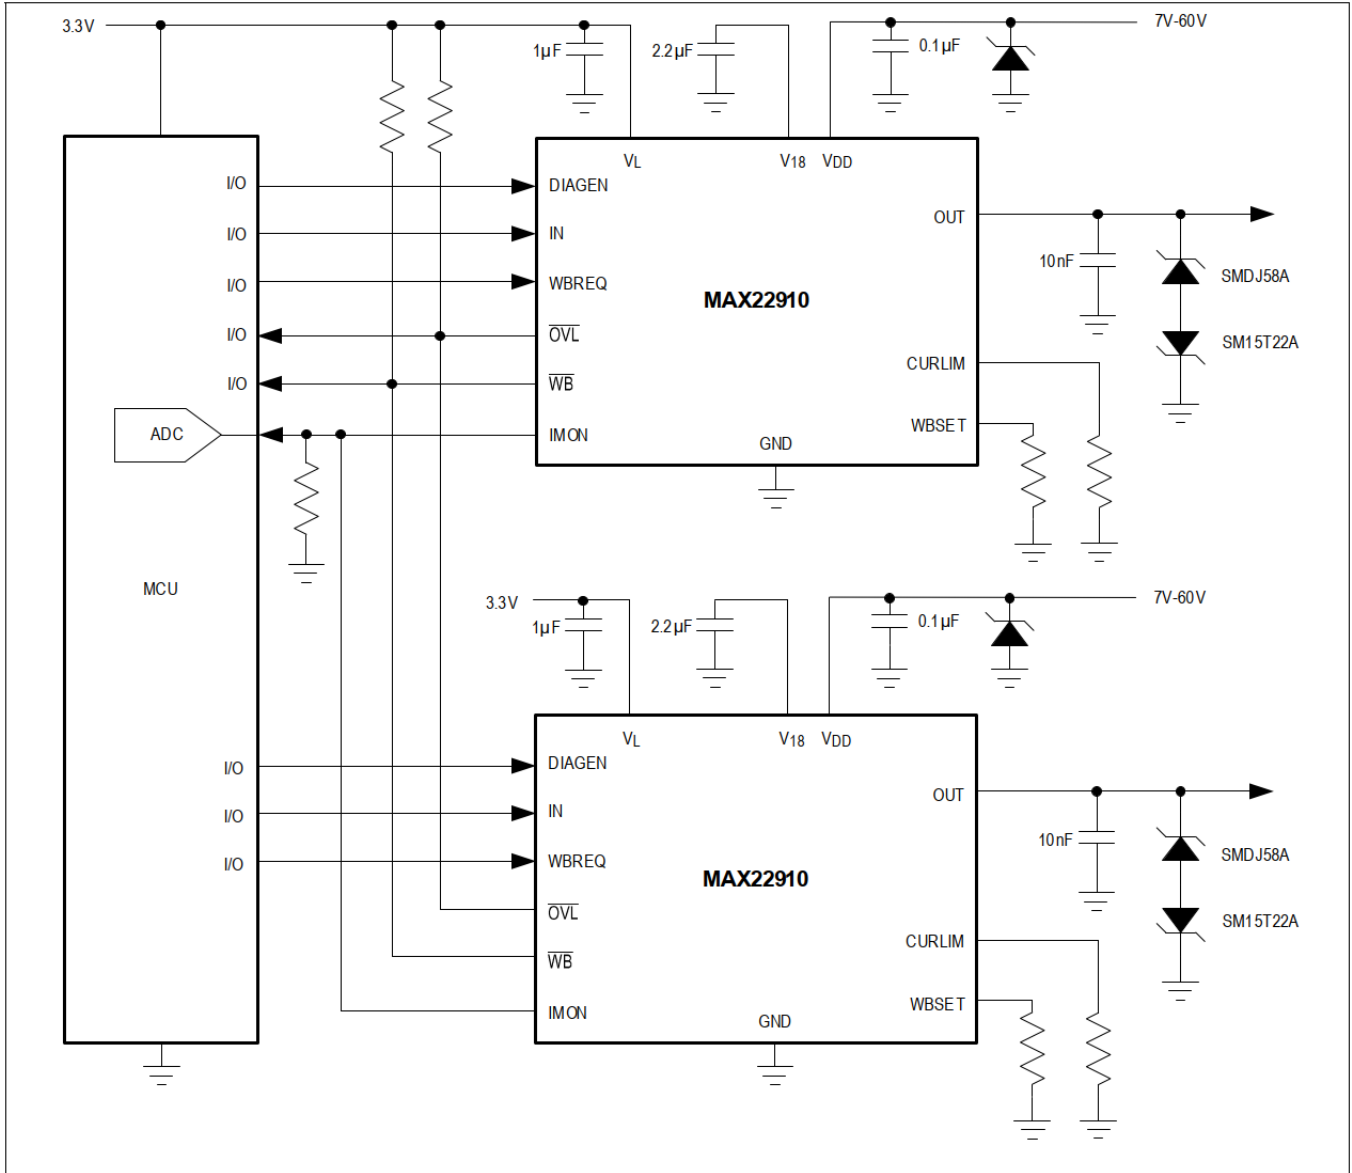 3.3V
1µF
2.2µF
0.1µF
7V-60V
VL
V18
VDD
I/O
DIAGEN
OUT
I/O
IN
10nF
SMDJ58A
I/O
WBREQ
MAX22910
I/O
OVL
SM15T22A
I/O
WB
CURLIM
ADC
IMON
WBSET
GND
MCU
3.3V
1µF
2.2µF
0.1µF
7V-60V
VL
V18
VDD
I/O
DIAGEN
OUT
I/O
IN
10nF
SMDJ58A
I/O
WBREQ
MAX22910
OVL
SM15T22A
WB
CURLIM
IMON
WBSET
GND